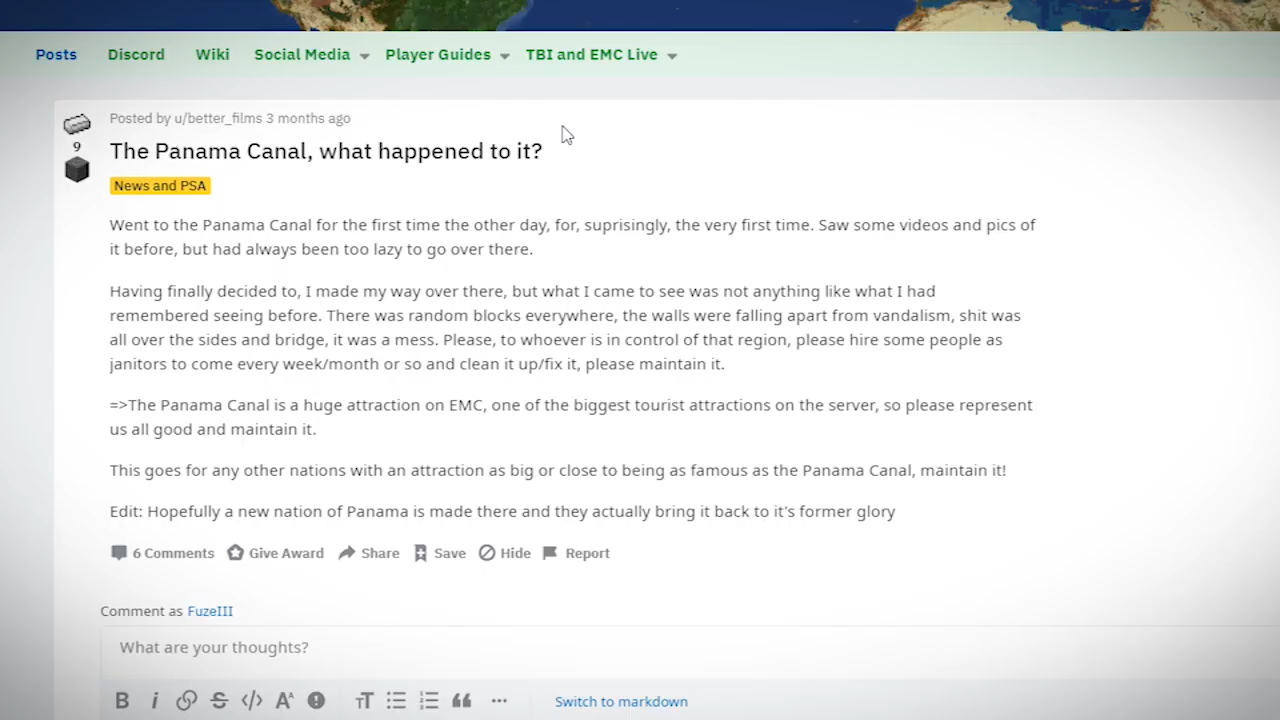 Posts Discord Wiki Social Media Player Guides TBI and EMC Live
Posted by u/better_films 3 months ago
9
The Panama Canal, what happened to it?
News and PSA
Went to the Panama Canal for the first time the other day, for, suprisingly, the very first time. Saw some videos and pics of
it before, but had always been too lazy to go over there.
Having finally decided to, I made my way over there, but what I came to see was not anything like what I had
remembered seeing before. There was random blocks everywhere, the walls were falling apart from vandalism, shit was
all over the sides and bridge, it was a mess. Please, to whoever is in control of that region, please hire some people as
janitors to come every week/month or so and clean it up/fix it, please maintain it.
=>The Panama Canal is a huge attraction on EMC, one of the biggest tourist attractions on the server, so please represent
us all good and maintain it.
This goes for any other nations with an attraction as big or close to being as famous as the Panama Canal, maintain it!
Edit: Hopefully a new nation of Panama is made there and they actually bring it back to it's former glory
6 Comments Give Award Share Save Hide Report
Comment as FuzeIII
What are your thoughts?
B i S </> A TT ... Switch to markdown